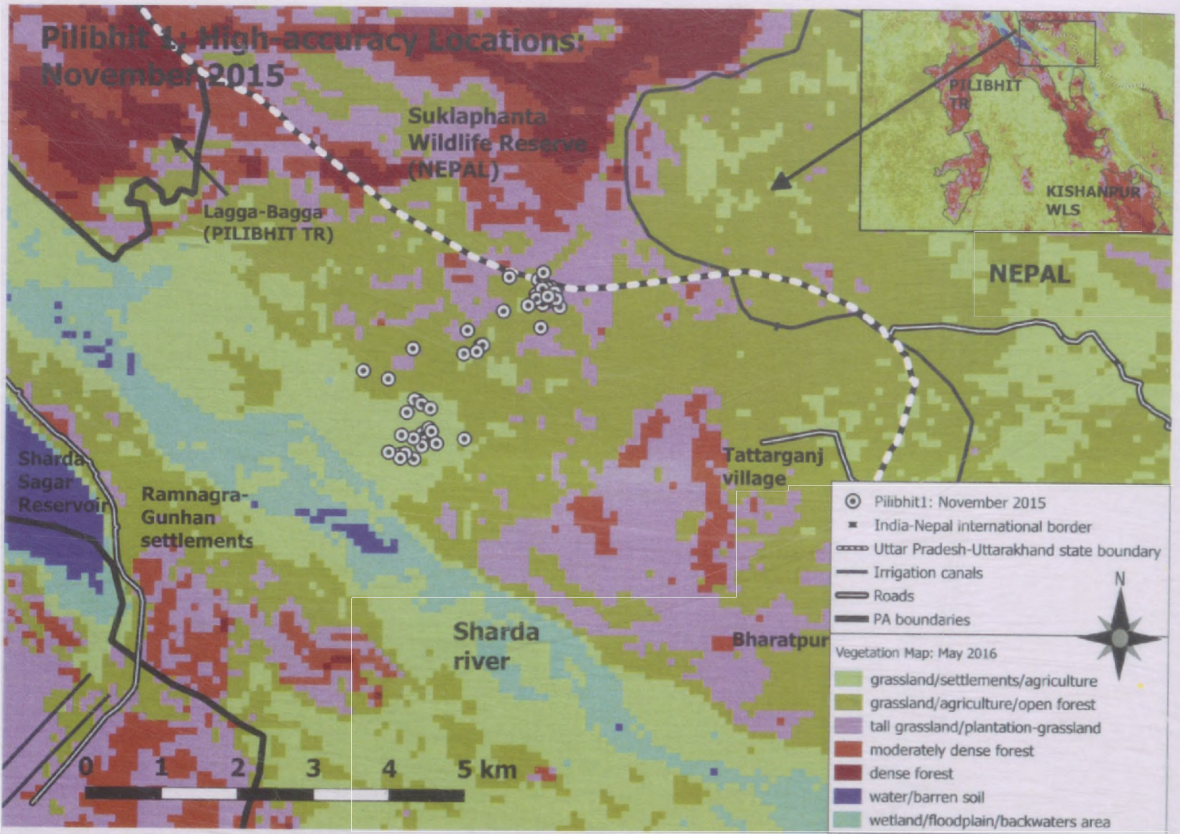 Pilibhit 1: High-accuracy Locations:
November 2015
PILIBHIT
TR
KISHANPUR
WLS
Suklaphanta
Wildlife Reserve
(NEPAL)
Lagga-Bagga
(PILIBHIT TR)
NEPAL
Sharda
Sagar
Reservoir
Ramnagra-
Gunhan
settlements
Tattarganj
village
Sharda
river
Bharatpur
Pilibhit1: November 2015
India-Nepal international border
Uttar Pradesh-Uttarakhand state boundary
Irrigation canals
Roads
PA boundaries
N
Vegetation Map: May 2016
grassland/settlements/agriculture
grassland/agriculture/open forest
tall grassland/plantation-grassland
moderately dense forest
dense forest
water/barren soil
wetland/floodplain/backwaters area
0 1 2 3 4 5 km